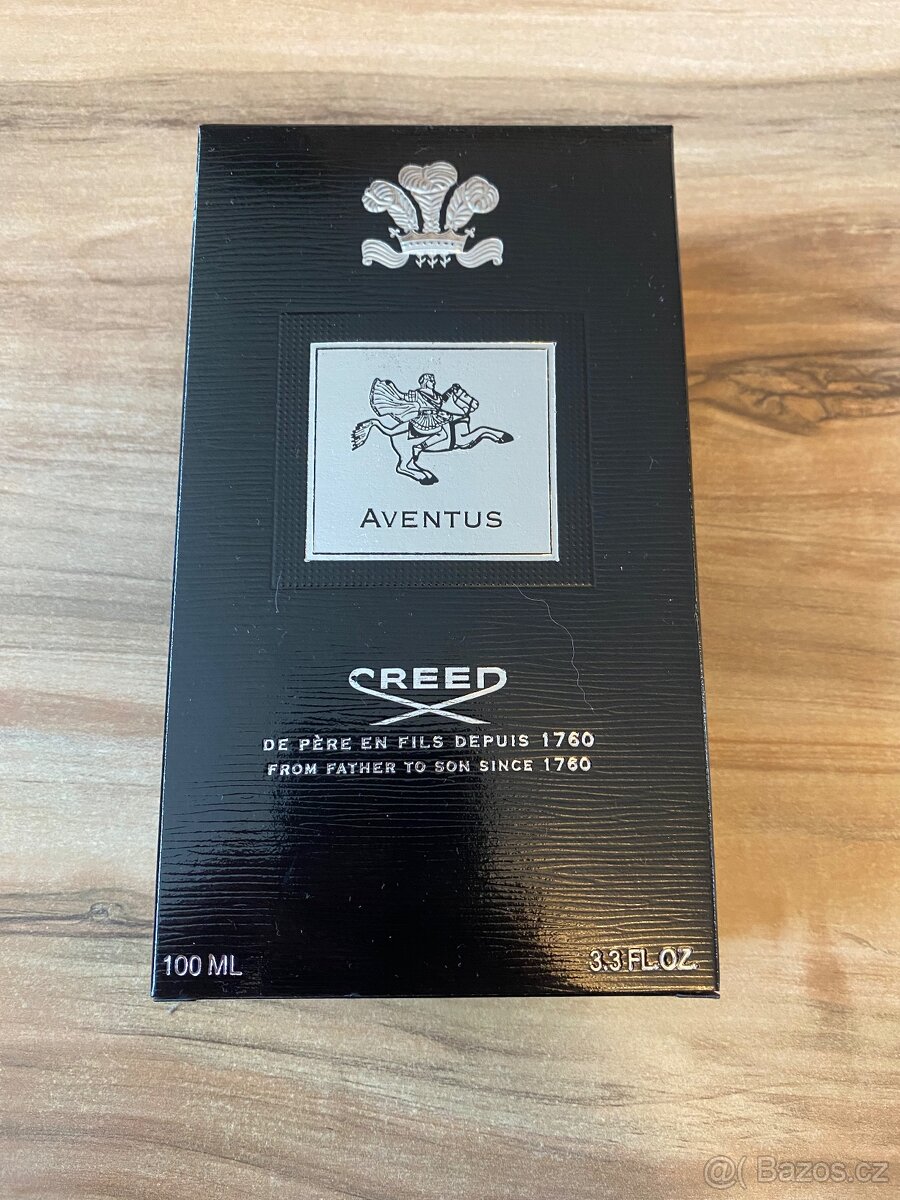 AVENTUS
CREED
DE PÈRE EN FILS DEPUIS 1760
FROM FATHER TO SON SINCE 1760
100 ML 3.3 FL.OZ.
@( Bazos.cz